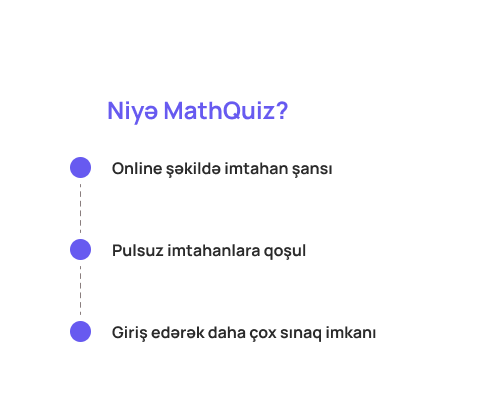 Niyə MathQuiz?
Online şəkildə imtahan şansı
Pulsuz imtahanlara qoşul
Giriş edərək daha çox sınaq imkanı